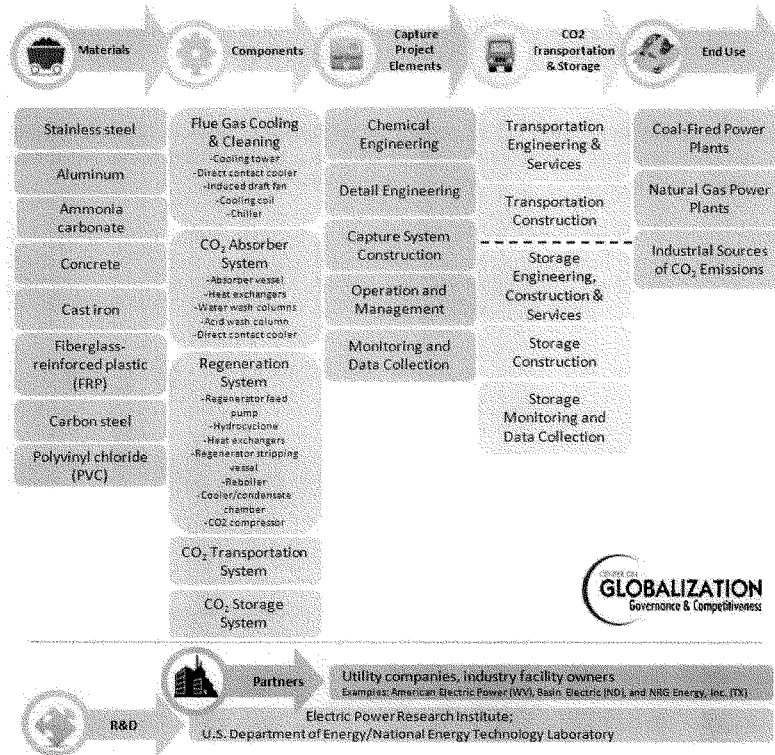 Materials
Components
Capture
Project
Elements
CO2
Transportation
& Storage
End Use
Stainless steel
Aluminum
Ammonia
carbonate
Concrete
Cast iron
Fiberglass-
reinforced plastic
(FRP)
Carbon steel
Polyvinyl chloride
(PVC)
Flue Gas Cooling
& Cleaning
-Cooling tower
-Direct contact cooler
-Induced draft fan
-Cooling coil
-Chiller
CO₂ Absorber
System
-Absorber vessel
-Heat exchangers
-Water wash columns
-Acid wash column
-Direct contact cooler
Regeneration
System
-Regenerator feed
pump
-Hydrocyclone
-Heat exchangers
-Regenerator stripping
vessel
-Reboiler
-Cooler/condensate
chamber
-CO2 compressor
CO₂ Transportation
System
CO₂ Storage
System
Chemical
Engineering
Detail Engineering
Capture System
Construction
Operation and
Management
Monitoring and
Data Collection
Transportation
Engineering &
Services
Transportation
Construction
Storage
Engineering,
Construction &
Services
Storage
Construction
Storage
Monitoring and
Data Collection
Coal-Fired Power
Plants
Natural Gas Power
Plants
Industrial Sources
of CO₂ Emissions
CENTER ON
GLOBALIZATION
Governance & Competitiveness
Partners
Utility companies, industry facility owners
Examples: American Electric Power (WV), Basin Electric (ND), and NRG Energy, Inc. (TX)
R&D
Electric Power Research Institute;
U.S. Department of Energy/National Energy Technology Laboratory